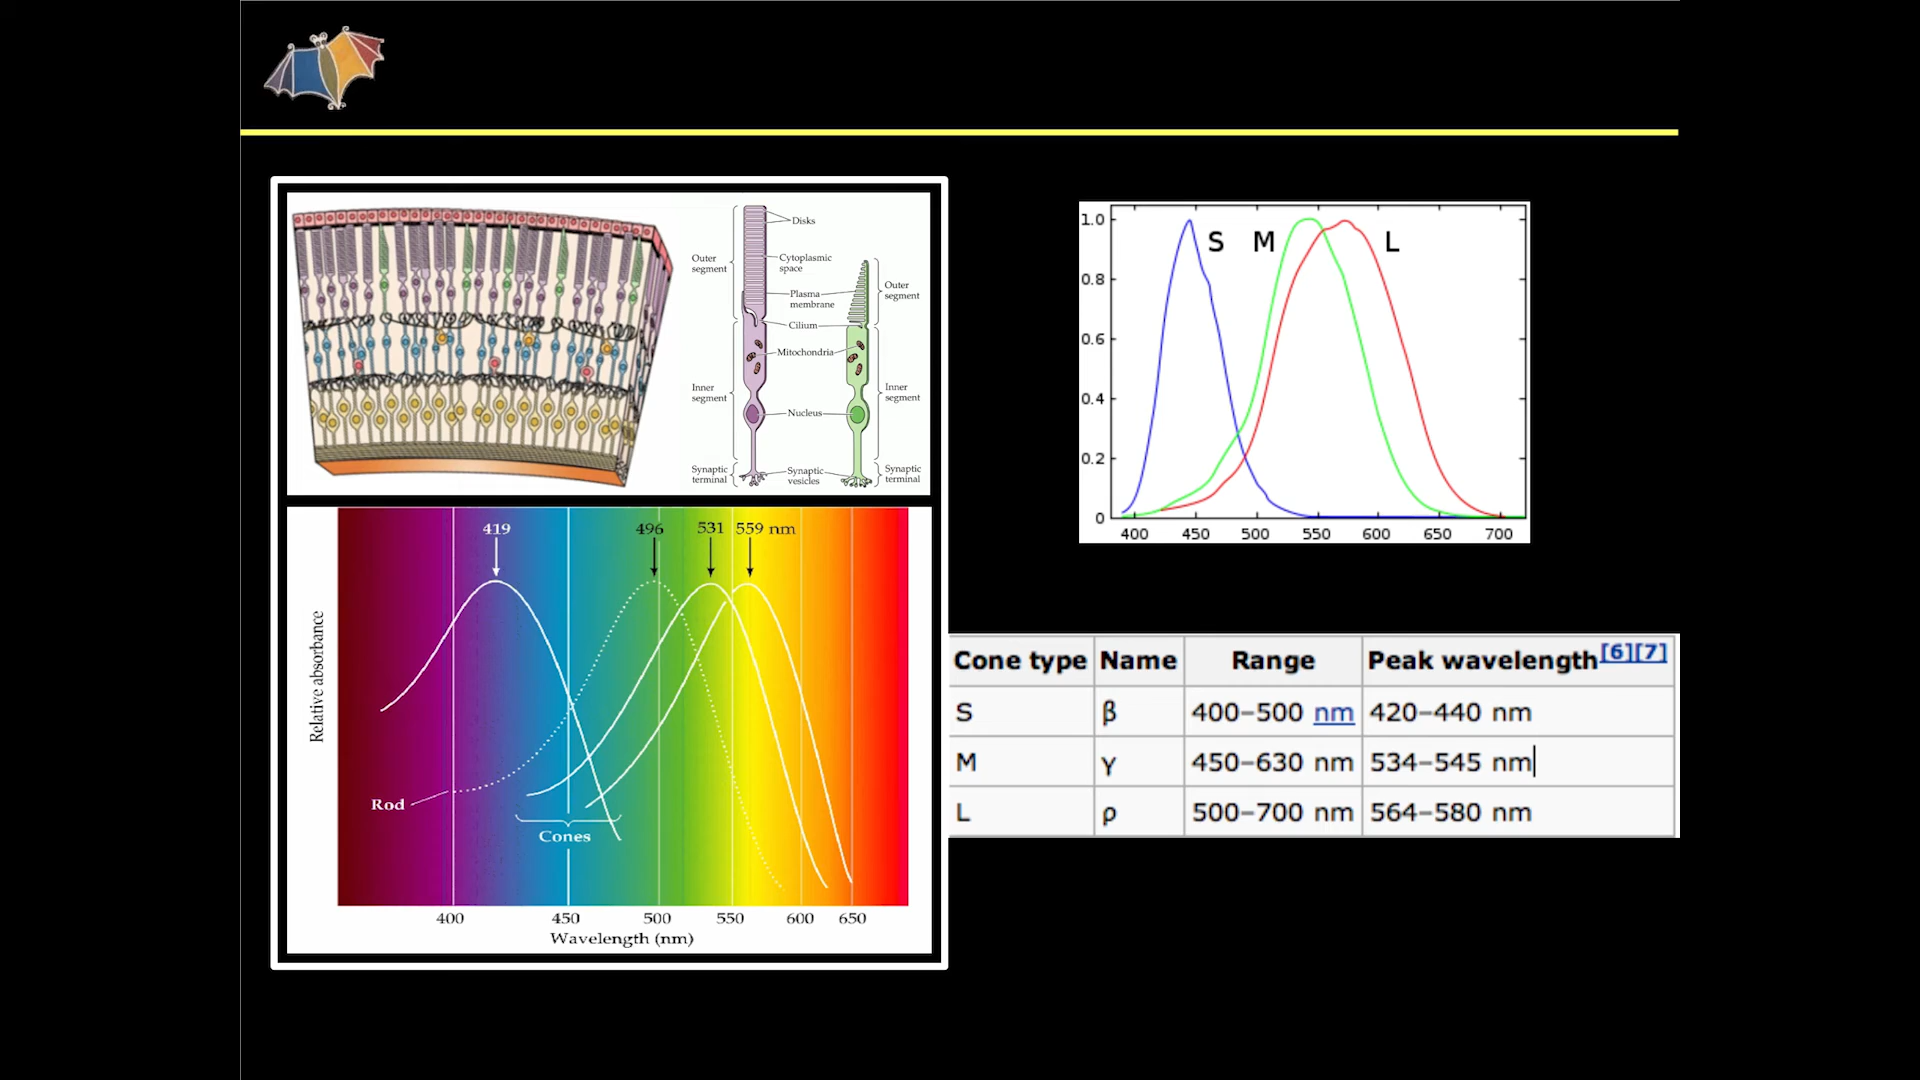 Disks
Outer
segment
Cytoplasmic
space
Plasma
membrane
Outer
segment
Cilium
Mitochondria
Inner
segment
Inner
segment
Nucleus
Synaptic
terminal
Synaptic
vesicles
Synaptic
terminal
419 496 531 559 nm
Relative absorbance
Rod
Cones
400 450 500 550 600 650
Wavelength (nm)
1.0
0.8
0.6
0.4
0.2
0
S M L
400 450 500 550 600 650 700
Cone type Name Range Peak wavelength[6][7]
S β 400–500 nm 420–440 nm
M γ 450–630 nm 534–545 nm
L ρ 500–700 nm 564–580 nm